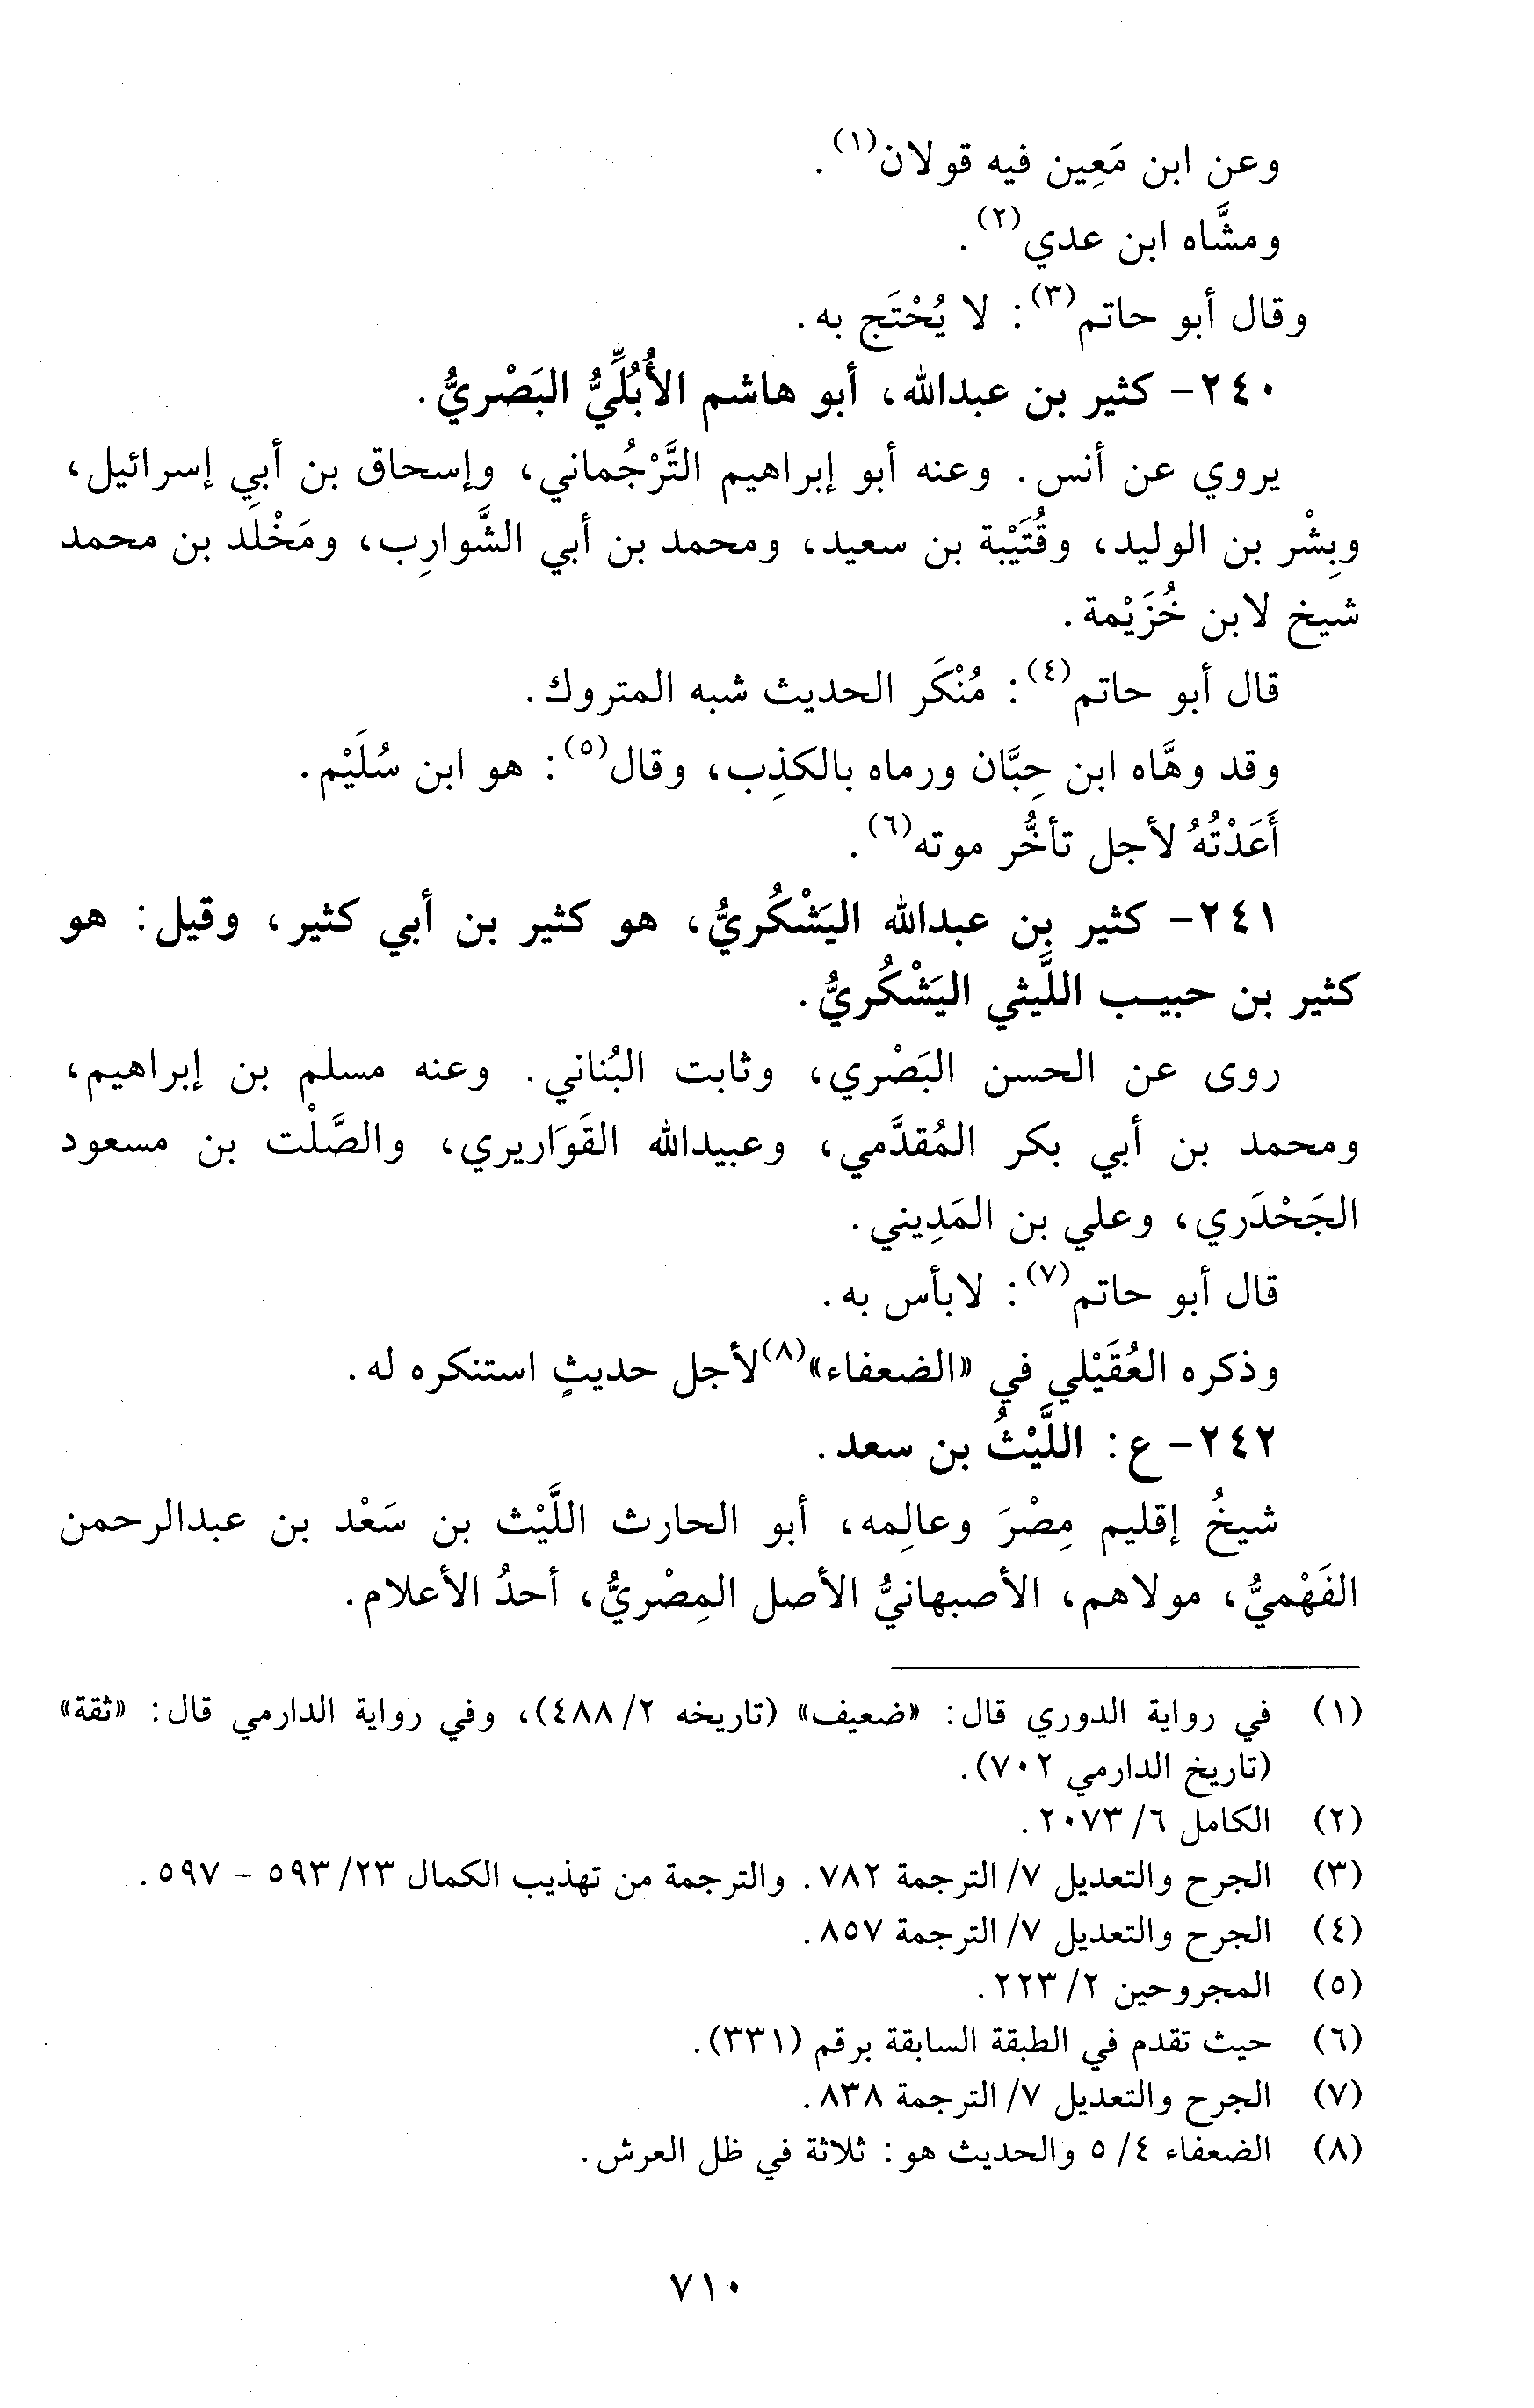 وعن ابن مَعِين فيه قولان(١).
ومشَّاه ابن عدي(٢).
وقال أبو حاتم(٣): لا يُحْتَج به.
٢٤٠- كثير بن عبدالله، أبو هاشم الأُبُلِّيُّ البَصْريُّ.
يروي عن أنس. وعنه أبو إبراهيم التَّرْجُماني، وإسحاق بن أبي إسرائيل،
وبِشْر بن الوليد، وقُتَيْبة بن سعيد، ومحمد بن أبي الشَّوارِب، ومَخْلَد بن محمد
شيخ لابن خُزَيْمة.
قال أبو حاتم(٤): مُنْكَر الحديث شبه المتروك.
وقد وهَّاه ابن حِبَّان ورماه بالكذِب، وقال(٥): هو ابن سُلَيْم.
أَعَدْتُهُ لأجل تأخُّر موته(٦).
٢٤١- كثير بن عبدالله اليَشْكُريُّ، هو كثير بن أبي كثير، وقيل: هو
كثير بن حبيب اللَّيثي اليَشْكُريُّ.
روى عن الحسن البَصْري، وثابت البُناني. وعنه مسلم بن إبراهيم،
ومحمد بن أبي بكر المُقدَّمي، وعبيدالله القَوَاريري، والصَّلْت بن مسعود
الجَحْدَري، وعلي بن المَدِيني.
قال أبو حاتم(٧): لابأس به.
وذكره العُقَيْلي في «الضعفاء»(٨) لأجل حديثٍ استنكره له.
٢٤٢- ع: اللَّيْثُ بن سعد.
شيخُ إقليم مِصْرَ وعالِمه، أبو الحارث اللَّيْث بن سَعْد بن عبدالرحمن
الفَهْميُّ، مولاهم، الأصبهانيُّ الأصل المِصْريُّ، أحدُ الأعلام.
(١) في رواية الدوري قال: «ضعيف» (تاريخه ٢/ ٤٨٨)، وفي رواية الدارمي قال: «ثقة»
(تاريخ الدارمي ٧٠٢).
(٢) الكامل ٦/ ٢٠٧٣.
(٣) الجرح والتعديل ٧/ الترجمة ٧٨٢. والترجمة من تهذيب الكمال ٢٣/ ٥٩٣ - ٥٩٧.
(٤) الجرح والتعديل ٧/ الترجمة ٨٥٧.
(٥) المجروحين ٢/ ٢٢٣.
(٦) حيث تقدم في الطبقة السابقة برقم (٣٣١).
(٧) الجرح والتعديل ٧/ الترجمة ٨٣٨.
(٨) الضعفاء ٤/ ٥ والحديث هو: ثلاثة في ظل العرش.
٧١٠